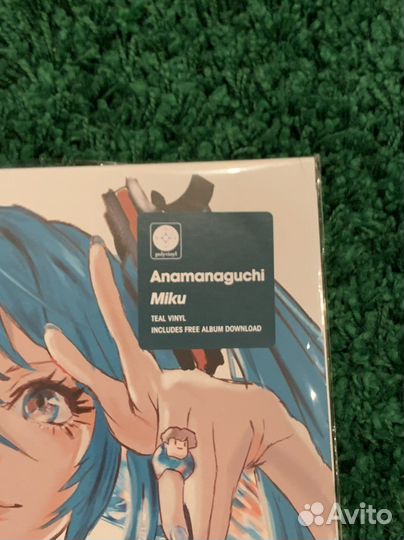 polyvinyl
Anamanaguchi
Miku
TEAL VINYL
INCLUDES FREE ALBUM DOWNLOAD
Avito